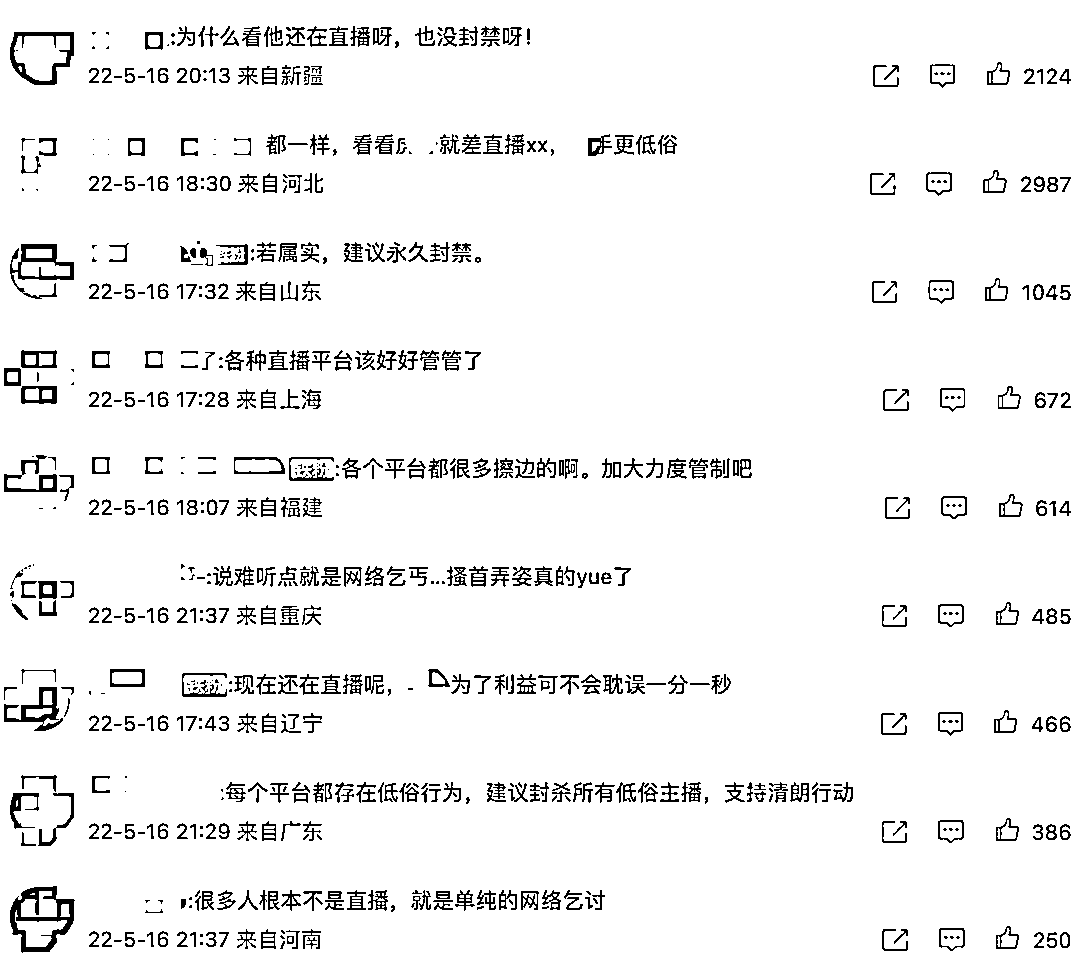 :为什么看他还在直播呀，也没封禁呀!
22-5-16 20:13 来自新疆
2124
都一样，看看 就差直播xx， 手更低俗
22-5-16 18:30 来自河北
2987
:若属实，建议永久封禁。
22-5-16 17:32 来自山东
1045
了:各种直播平台该好好管管了
22-5-16 17:28 来自上海
672
铁粉:各个平台都很多擦边的啊。加大力度管制吧
22-5-16 18:07 来自福建
614
:说难听点就是网络乞丐...搔首弄姿真的yue了
22-5-16 21:37 来自重庆
485
铁粉:现在还在直播呢， 为了利益可不会耽误一分一秒
22-5-16 17:43 来自辽宁
466
:每个平台都存在低俗行为，建议封杀所有低俗主播，支持清朗行动
22-5-16 21:29 来自广东
386
:很多人根本不是直播，就是单纯的网络乞讨
22-5-16 21:37 来自河南
250